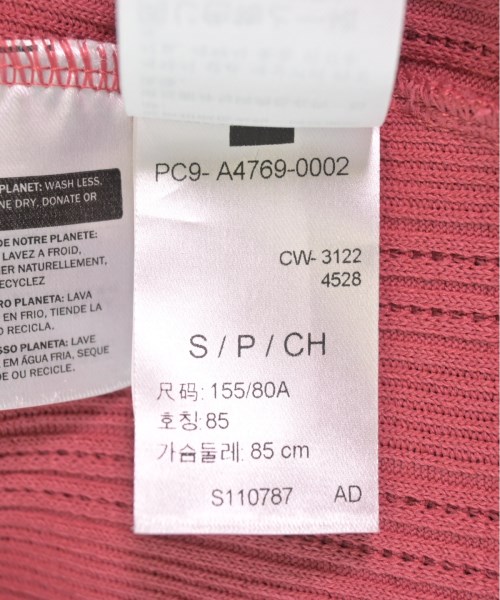 PC9- A4769-0002
CW- 3122
4528
S / P / CH
尺码: 155/80A
호칭:85
가슴둘레: 85 cm
S110787 AD
PLANET: WASH LESS,
NE DRY, DONATE OR
DE NOTRE PLANETE:
LAVEZ A FROID,
ER NATURELLEMENT,
ECYCLEZ
RO PLANETA: LAVA
EN FRIO, TIENDE LA
O RECICLA.
SSO PLANETA: LAVE
EM ÁGUA FRIA, SEQUE
DE OU RECICLE.